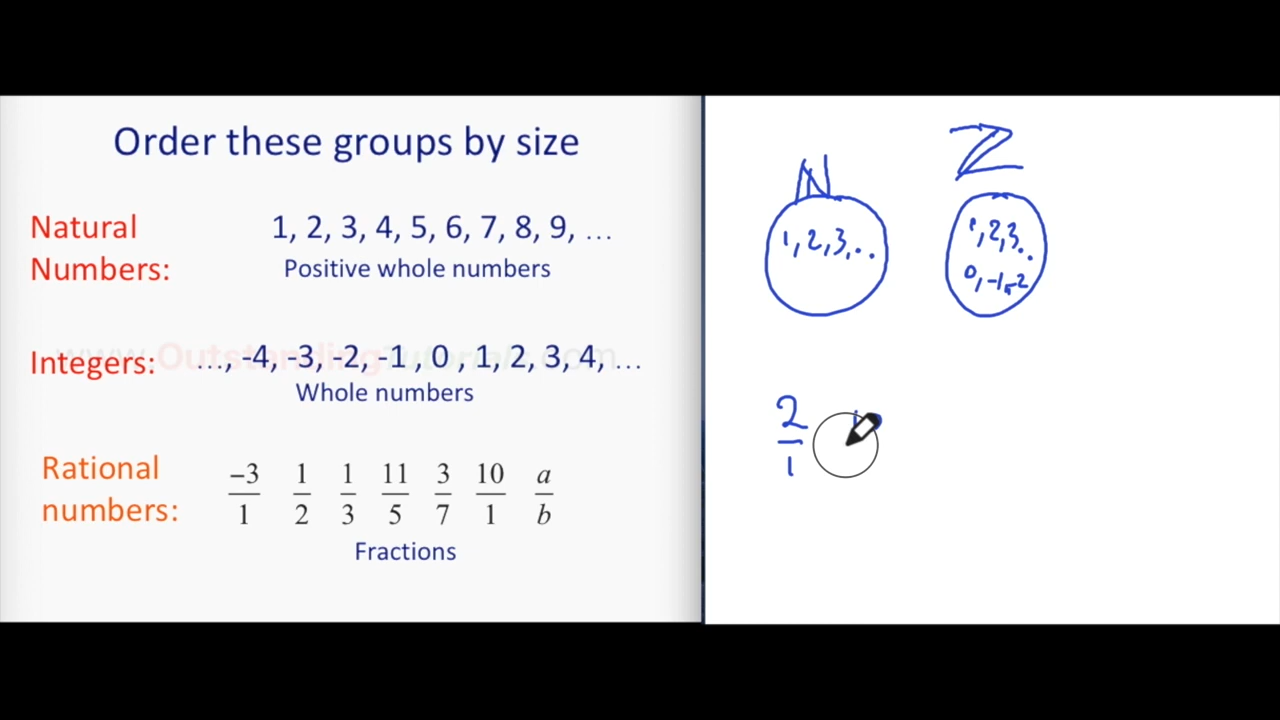 Order these groups by size
Natural
Numbers:
1, 2, 3, 4, 5, 6, 7, 8, 9, ...
Positive whole numbers
www.OutstandingTutorials.com
Integers:
..., -4, -3, -2, -1 , 0 , 1, 2, 3, 4, ...
Whole numbers
Rational
numbers:
−3/1 1/2 1/3 11/5 3/7 10/1 a/b
Fractions
N
1, 2, 3, ..
Z
1, 2, 3..
0, -1, -2
2/1